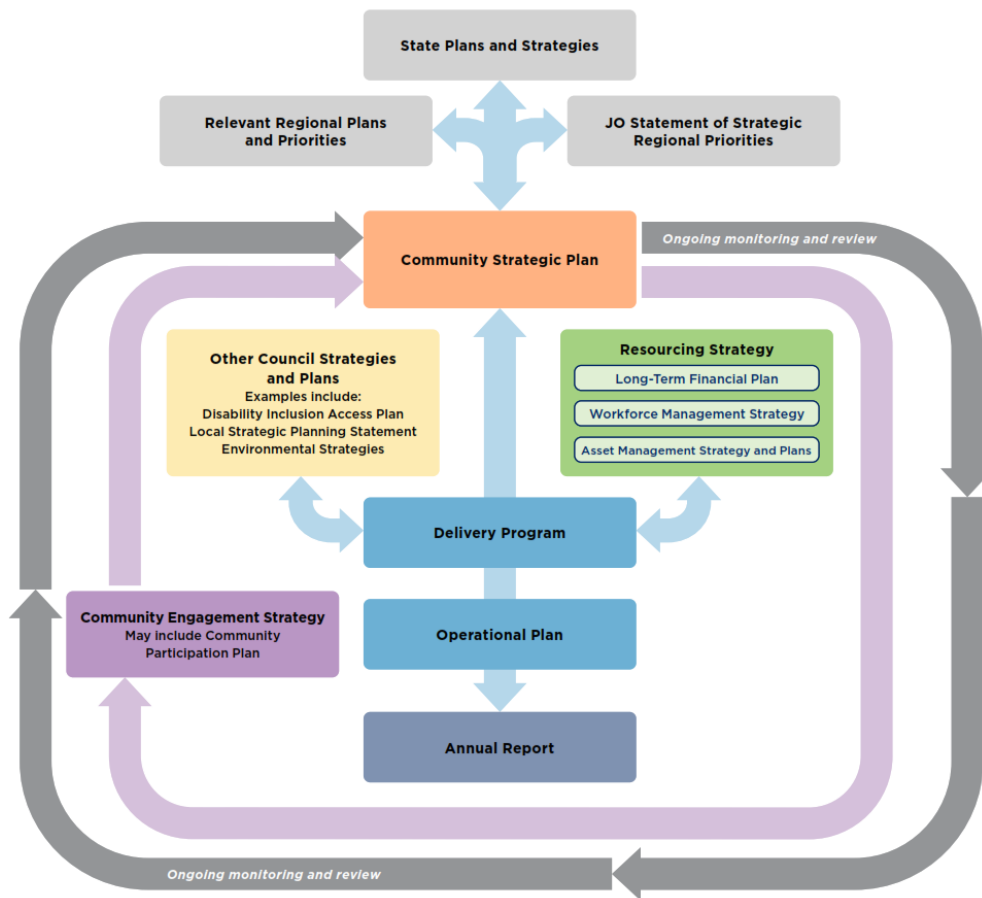 State Plans and Strategies
Relevant Regional Plans
and Priorities
JO Statement of Strategic
Regional Priorities
Community Strategic Plan
Ongoing monitoring and review
Other Council Strategies
and Plans
Examples include:
Disability Inclusion Access Plan
Local Strategic Planning Statement
Environmental Strategies
Resourcing Strategy
Long-Term Financial Plan
Workforce Management Strategy
Asset Management Strategy and Plans
Delivery Program
Community Engagement Strategy
May include Community
Participation Plan
Operational Plan
Annual Report
Ongoing monitoring and review